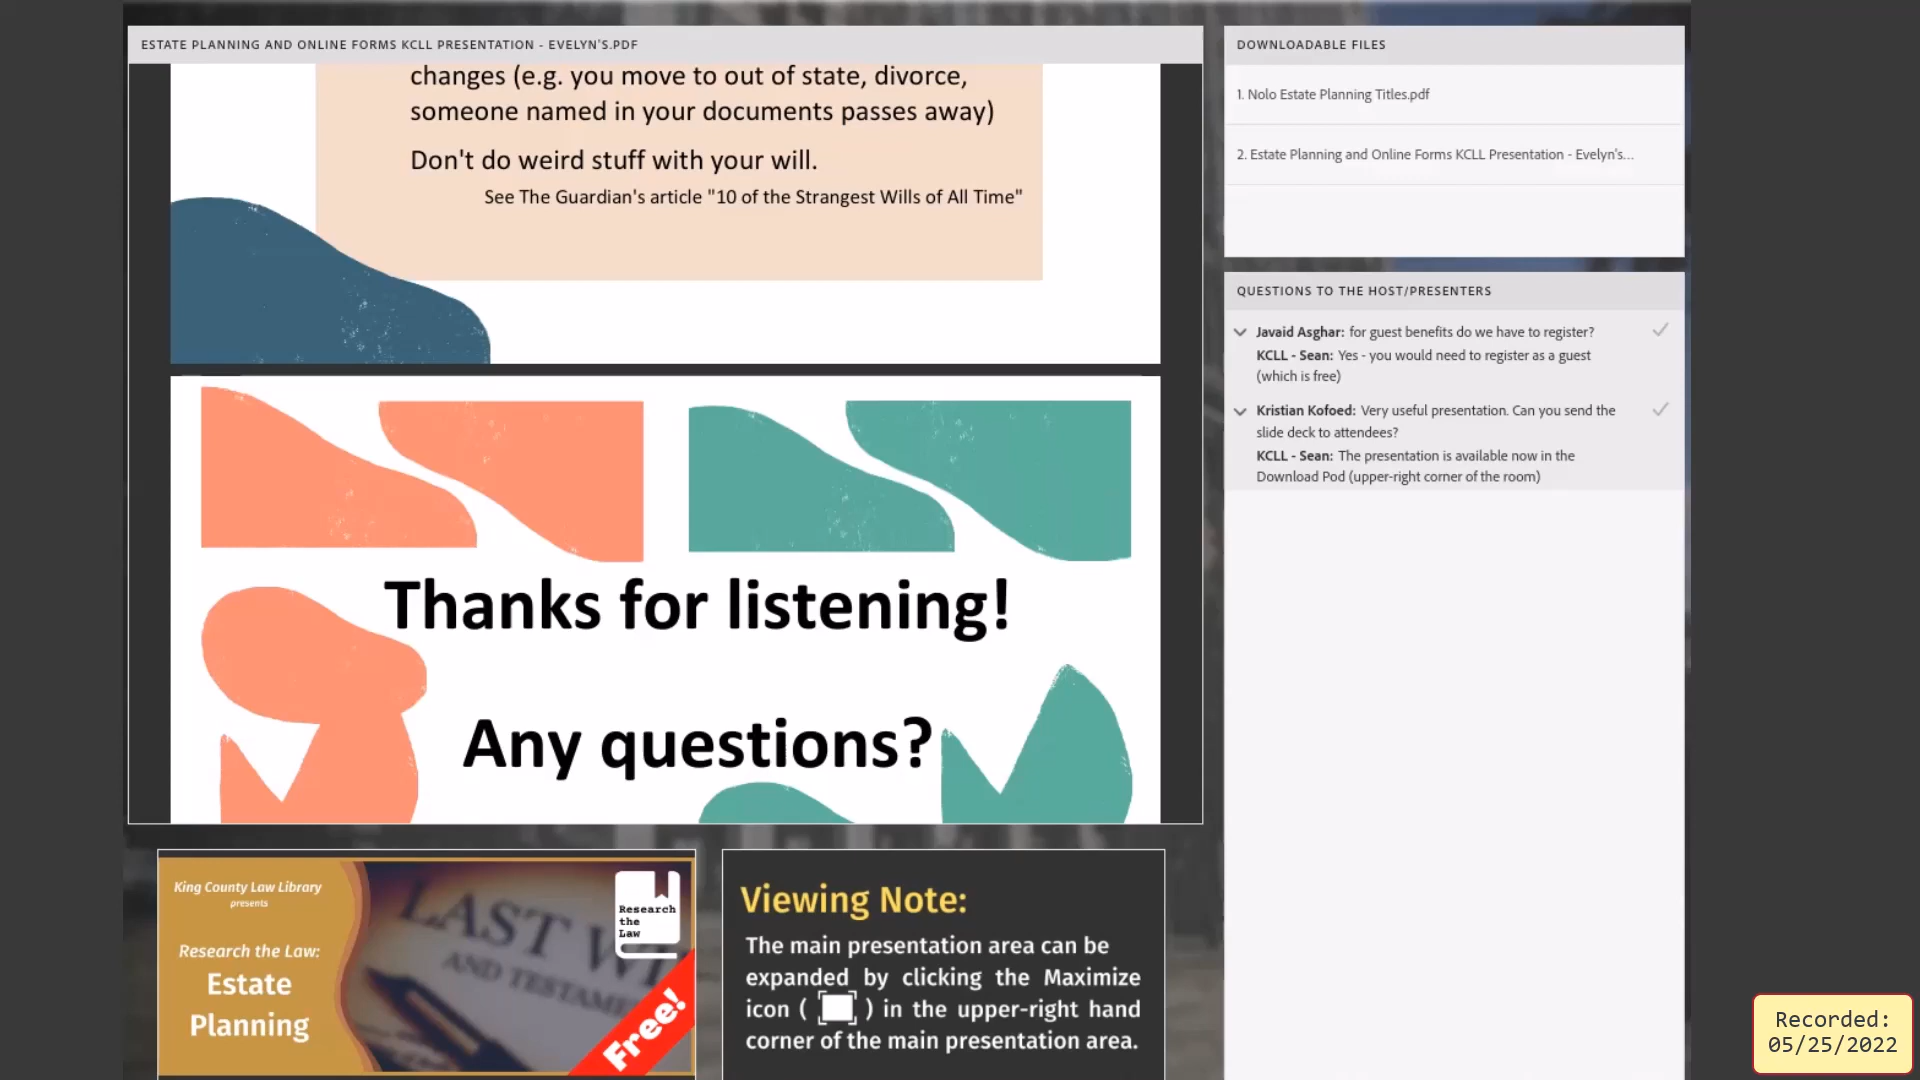 ESTATE PLANNING AND ONLINE FORMS KCLL PRESENTATION - EVELYN'S.PDF
changes (e.g. you move to out of state, divorce,
someone named in your documents passes away)
Don't do weird stuff with your will.
See The Guardian's article "10 of the Strangest Wills of All Time"
Thanks for listening!
Any questions?
DOWNLOADABLE FILES
1. Nolo Estate Planning Titles.pdf
2. Estate Planning and Online Forms KCLL Presentation - Evelyn's...
QUESTIONS TO THE HOST/PRESENTERS
Javaid Asghar: for guest benefits do we have to register?
KCLL - Sean: Yes - you would need to register as a guest
(which is free)
Kristian Kofoed: Very useful presentation. Can you send the
slide deck to attendees?
KCLL - Sean: The presentation is available now in the
Download Pod (upper-right corner of the room)
King County Law Library
presents
Research the Law:
Estate
Planning
LAST WI
AND TESTAME
Research
the
Law
Free!
Viewing Note:
The main presentation area can be
expanded by clicking the Maximize
icon ( ) in the upper-right hand
corner of the main presentation area.
Recorded:
05/25/2022